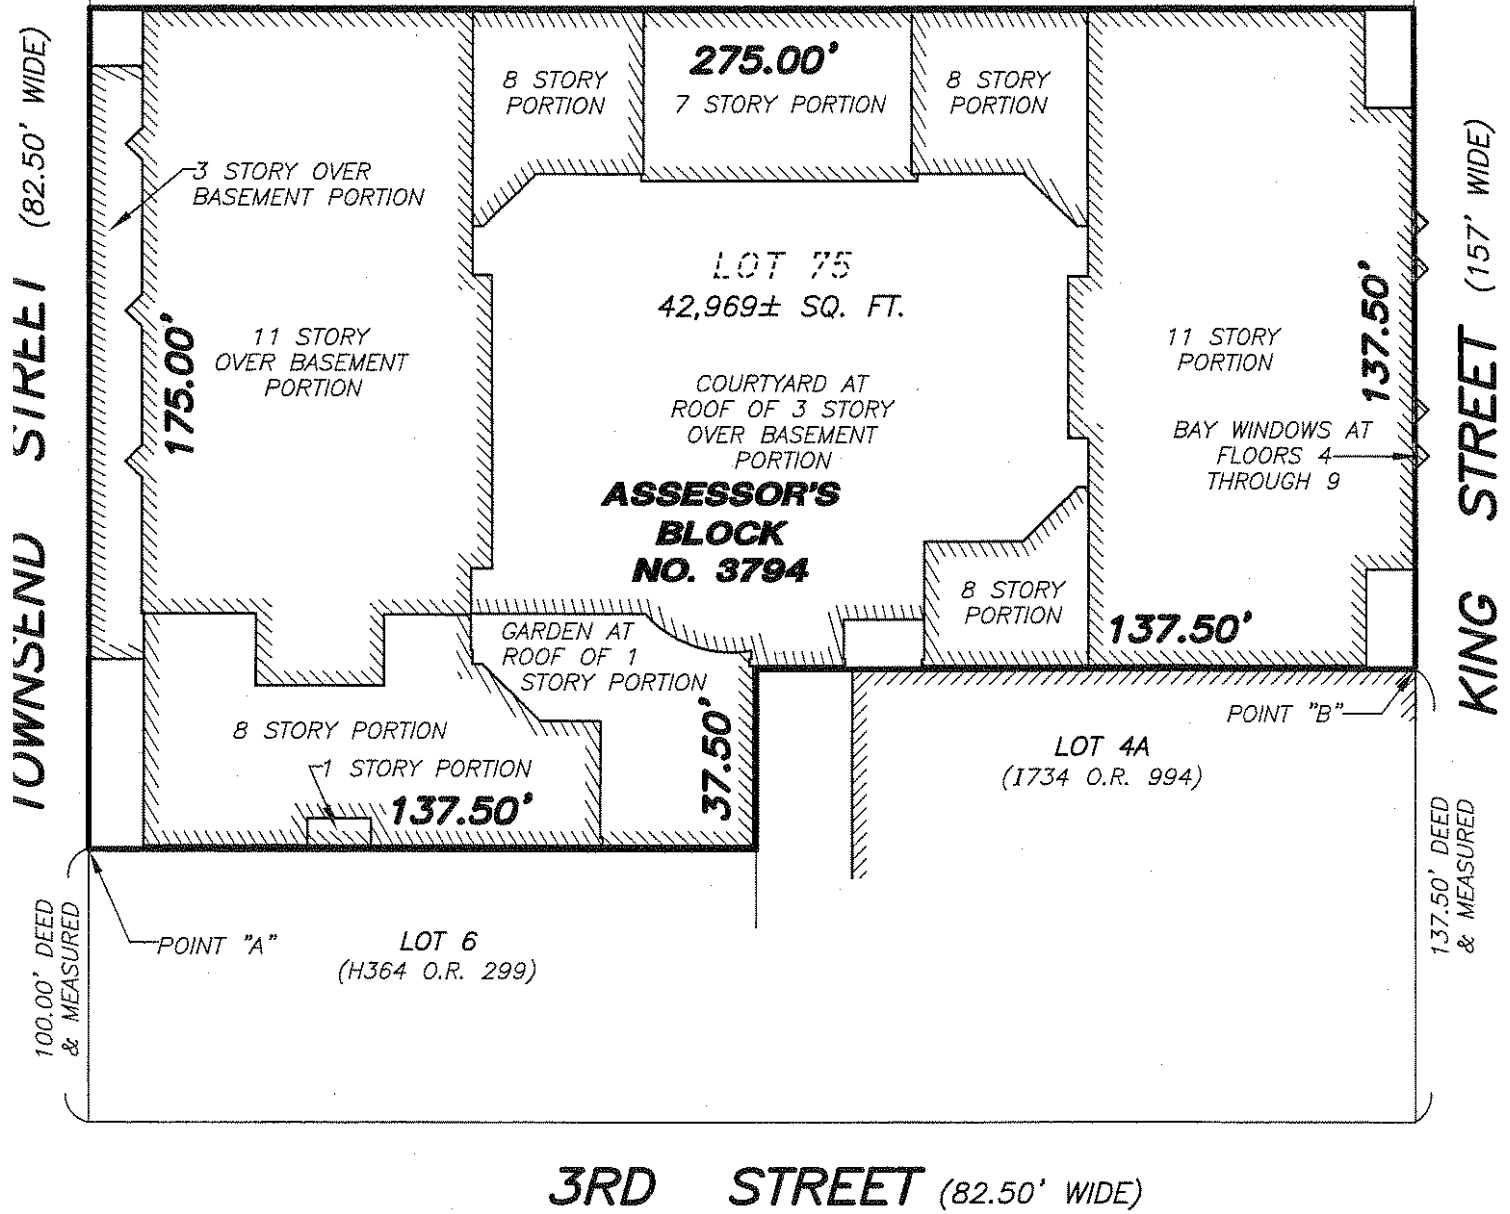 275.00'
8 STORY
PORTION
7 STORY PORTION
8 STORY
PORTION
TOWNSEND STREET (82.50' WIDE)
3 STORY OVER
BASEMENT PORTION
KING STREET (157' WIDE)
LOT 75
42,969± SQ. FT.
175.00'
11 STORY
OVER BASEMENT
PORTION
11 STORY
PORTION
137.50'
COURTYARD AT
ROOF OF 3 STORY
OVER BASEMENT
PORTION
BAY WINDOWS AT
FLOORS 4
THROUGH 9
ASSESSOR'S
BLOCK
NO. 3794
8 STORY
PORTION
137.50'
GARDEN AT
ROOF OF 1
STORY PORTION
8 STORY PORTION
1 STORY PORTION
137.50'
37.50'
POINT "B"
LOT 4A
(I734 O.R. 994)
137.50' DEED
& MEASURED
POINT "A"
LOT 6
(H364 O.R. 299)
100.00' DEED
& MEASURED
3RD STREET (82.50' WIDE)